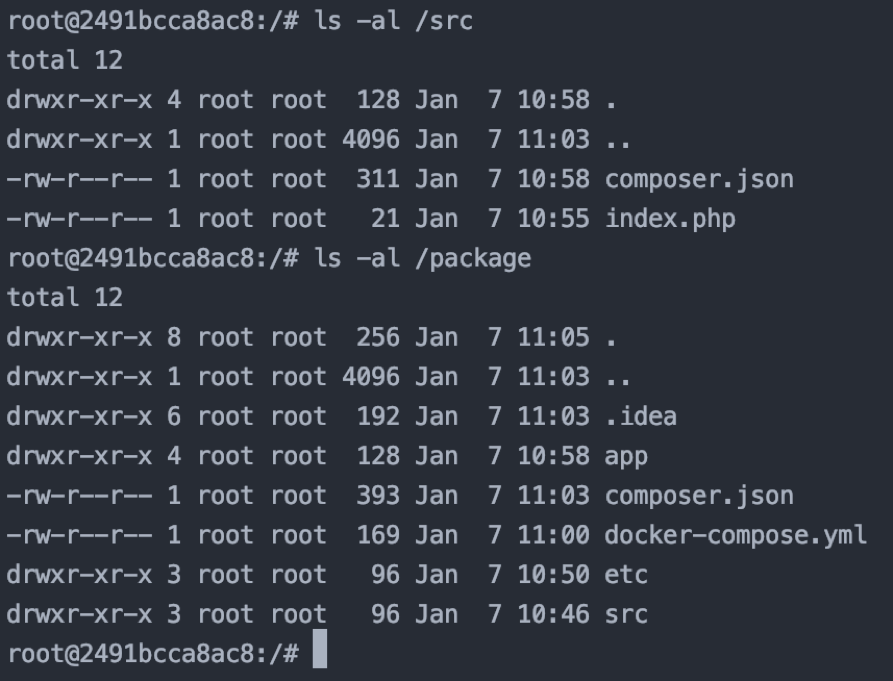 root@2491bcca8ac8:/# ls -al /src
total 12
drwxr-xr-x 4 root root  128 Jan  7 10:58 .
drwxr-xr-x 1 root root 4096 Jan  7 11:03 ..
-rw-r--r-- 1 root root  311 Jan  7 10:58 composer.json
-rw-r--r-- 1 root root   21 Jan  7 10:55 index.php
root@2491bcca8ac8:/# ls -al /package
total 12
drwxr-xr-x 8 root root  256 Jan  7 11:05 .
drwxr-xr-x 1 root root 4096 Jan  7 11:03 ..
drwxr-xr-x 6 root root  192 Jan  7 11:03 .idea
drwxr-xr-x 4 root root  128 Jan  7 10:58 app
-rw-r--r-- 1 root root  393 Jan  7 11:03 composer.json
-rw-r--r-- 1 root root  169 Jan  7 11:00 docker-compose.yml
drwxr-xr-x 3 root root   96 Jan  7 10:50 etc
drwxr-xr-x 3 root root   96 Jan  7 10:46 src
root@2491bcca8ac8:/#